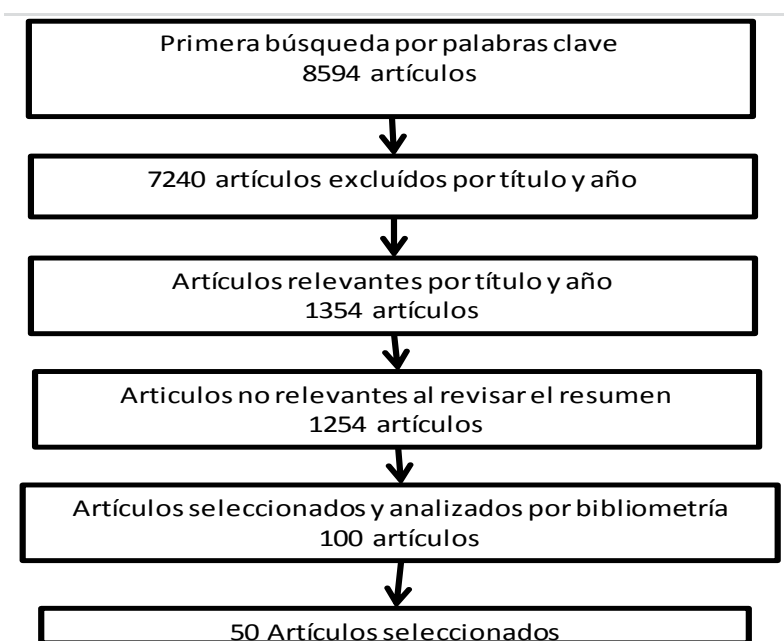 Primera búsqueda por palabras clave
8594 artículos
7240 artículos excluídos por título y año
Artículos relevantes por título y año
1354 artículos
Articulos no relevantes al revisar el resumen
1254 artículos
Artículos seleccionados y analizados por bibliometría
100 artículos
50 Artículos seleccionados